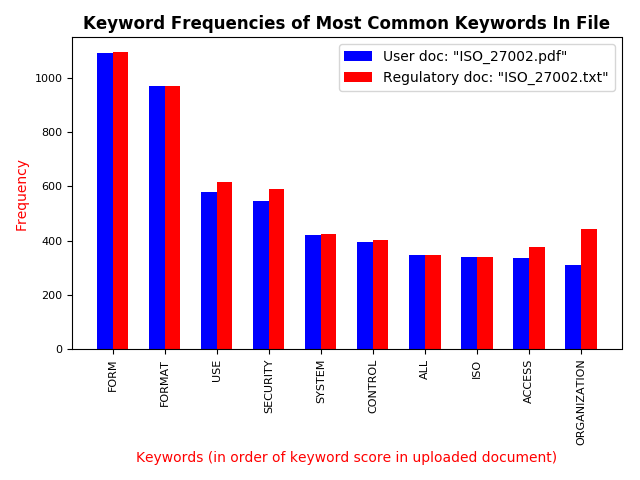 Keyword Frequencies of Most Common Keywords In File
User doc: "ISO_27002.pdf"
Regulatory doc: "ISO_27002.txt"
Frequency
1000
800
600
400
200
0
FORM
FORMAT
USE
SECURITY
SYSTEM
CONTROL
ALL
ISO
ACCESS
ORGANIZATION
Keywords (in order of keyword score in uploaded document)